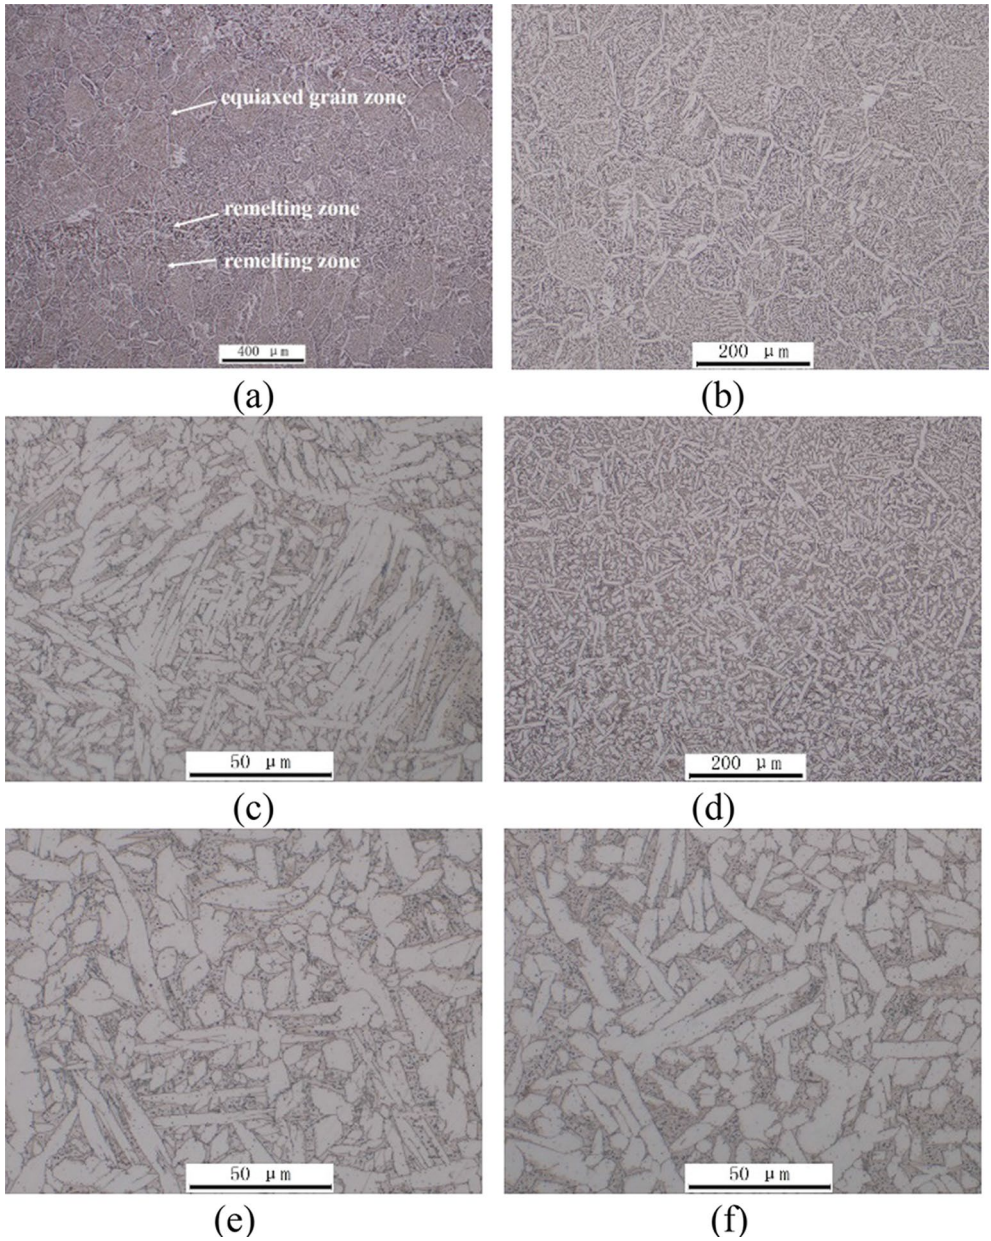 equiaxed grain zone
remelting zone
remelting zone
400 μm
200 μm
(a)
(b)
50 μm
200 μm
(c)
(d)
50 μm
50 μm
(e)
(f)